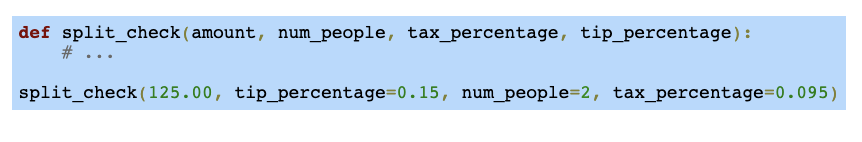 def split_check(amount, num_people, tax_percentage, tip_percentage):
    # ...
split_check(125.00, tip_percentage=0.15, num_people=2, tax_percentage=0.095)